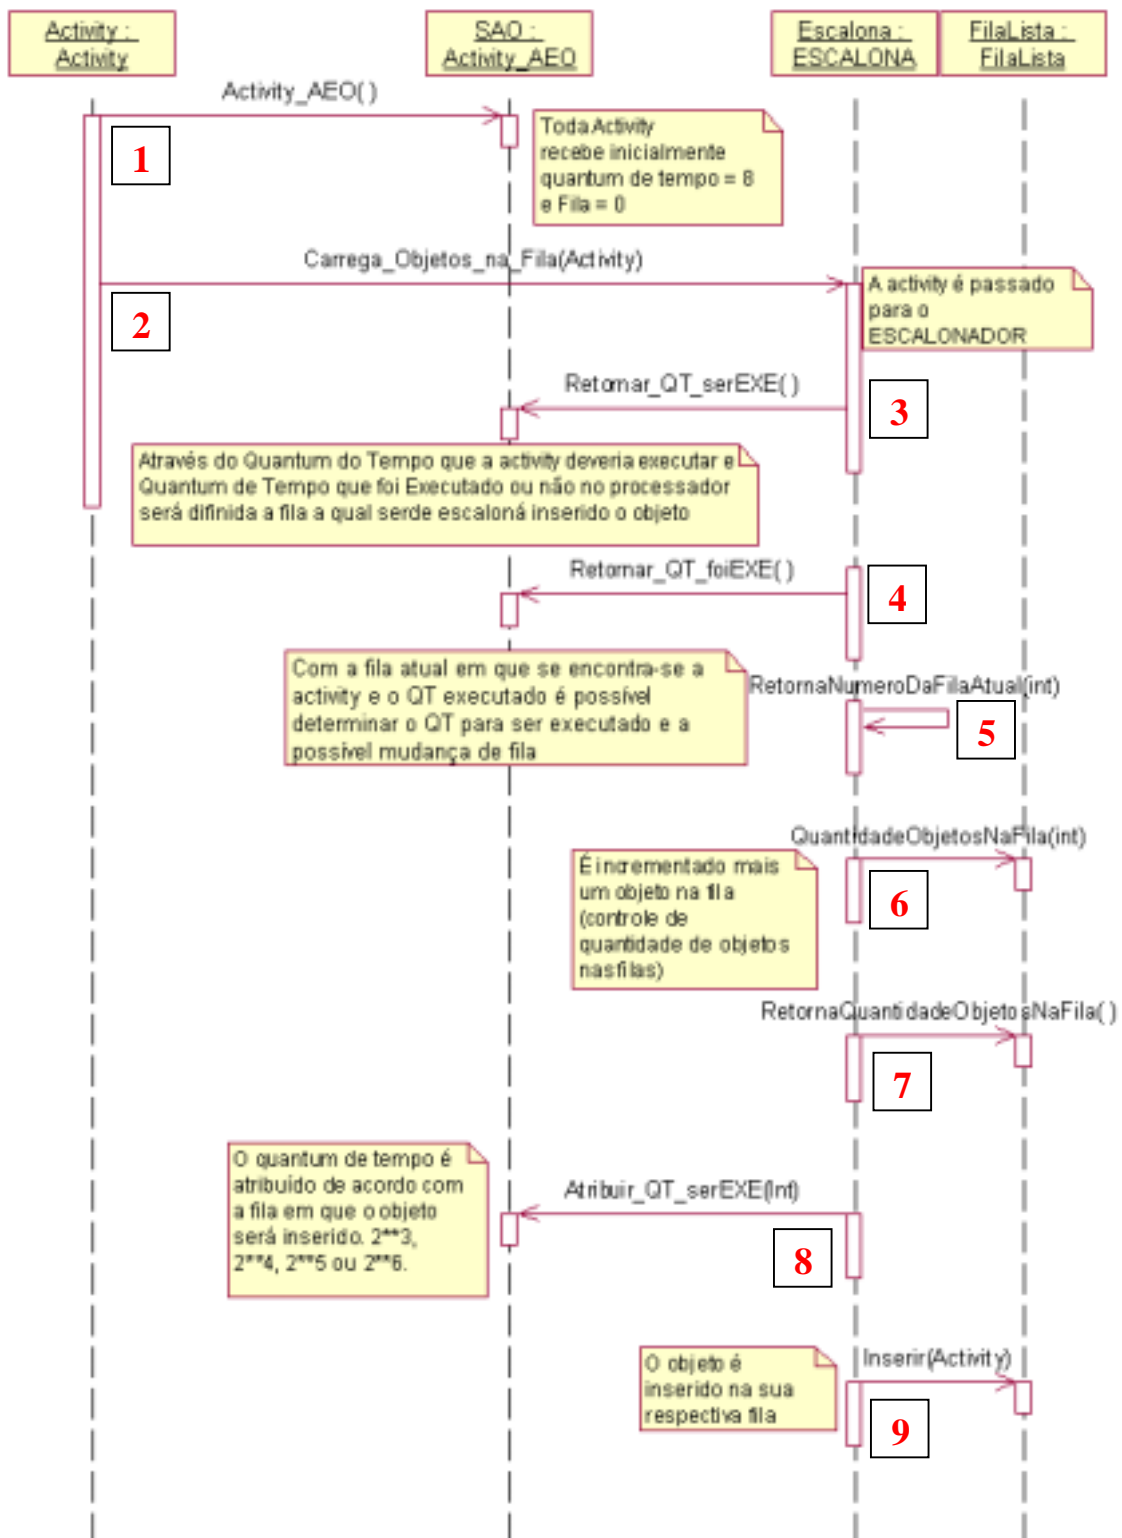 Activity :
Activity
SAO :
Activity_AEO
Escalona :
ESCALONA
FilaLista :
FilaLista
Activity_AEO( )
1
Toda Activity
recebe inicialmente
quantum de tempo = 8
e Fila = 0
Carrega_Objetos_na_Fila(Activity)
2
A activity é passado
para o
ESCALONADOR
Retornar_QT_serEXE( )
3
Através do Quantum do Tempo que a activity deveria executar e
Quantum de Tempo que foi Executado ou não no processador
será difinida a fila a qual serde escaloná inserido o objeto
Retornar_QT_foiEXE( )
4
Com a fila atual em que se encontra-se a
activity e o QT executado é possível
determinar o QT para ser executado e a
possível mudança de fila
RetornaNumeroDaFilaAtual(int)
5
QuantidadeObjetosNaFila(int)
É incrementado mais
um objeto na fila
(controle de
quantidade de objetos
nasfilas)
6
RetornaQuantidadeObjetosNaFila( )
7
O quantum de tempo é
atribuído de acordo com
a fila em que o objeto
será inserido. 2**3,
2**4, 2**5 ou 2**6.
Atribuir_QT_serEXE(Int)
8
O objeto é
inserido na sua
respectiva fila
Inserir(Activity)
9